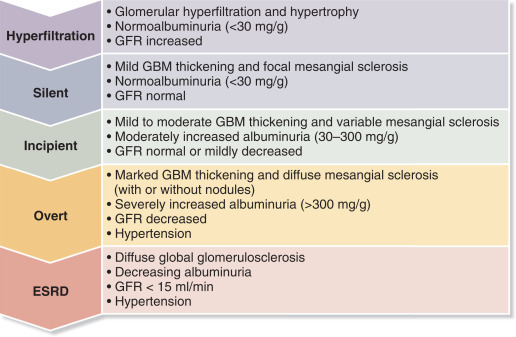 Hyperfiltration
• Glomerular hyperfiltration and hypertrophy
• Normoalbuminuria (<30 mg/g)
• GFR increased
Silent
• Mild GBM thickening and focal mesangial sclerosis
• Normoalbuminuria (<30 mg/g)
• GFR normal
Incipient
• Mild to moderate GBM thickening and variable mesangial sclerosis
• Moderately increased albuminuria (30–300 mg/g)
• GFR normal or mildly decreased
Overt
• Marked GBM thickening and diffuse mesangial sclerosis
(with or without nodules)
• Severely increased albuminuria (>300 mg/g)
• GFR decreased
• Hypertension
ESRD
• Diffuse global glomerulosclerosis
• Decreasing albuminuria
• GFR < 15 ml/min
• Hypertension